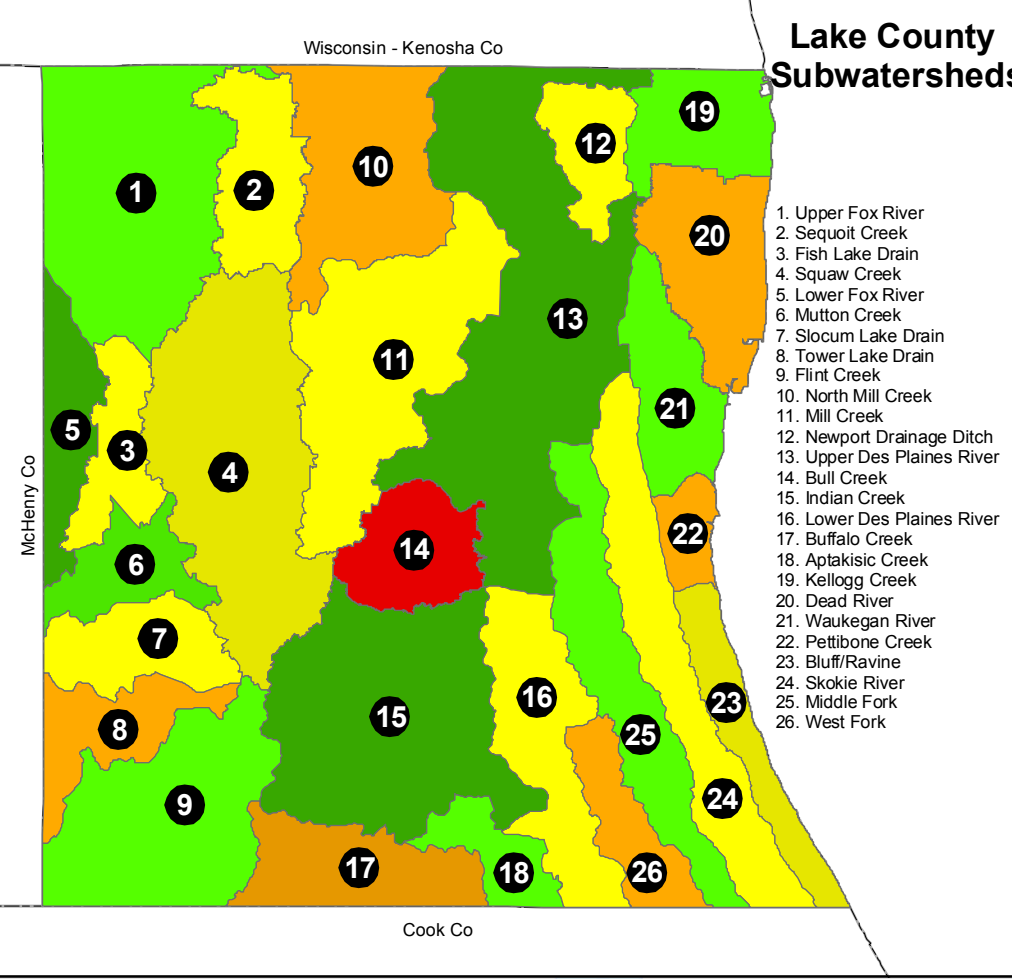 Wisconsin - Kenosha Co
Lake County
Subwatersheds
19
12
10
1
2
20
13
11
21
5
3
4
22
14
6
7
16
23
15
8
25
24
9
17
18
26
McHenry Co
Cook Co
1. Upper Fox River
2. Sequoit Creek
3. Fish Lake Drain
4. Squaw Creek
5. Lower Fox River
6. Mutton Creek
7. Slocum Lake Drain
8. Tower Lake Drain
9. Flint Creek
10. North Mill Creek
11. Mill Creek
12. Newport Drainage Ditch
13. Upper Des Plaines River
14. Bull Creek
15. Indian Creek
16. Lower Des Plaines River
17. Buffalo Creek
18. Aptakisic Creek
19. Kellogg Creek
20. Dead River
21. Waukegan River
22. Pettibone Creek
23. Bluff/Ravine
24. Skokie River
25. Middle Fork
26. West Fork